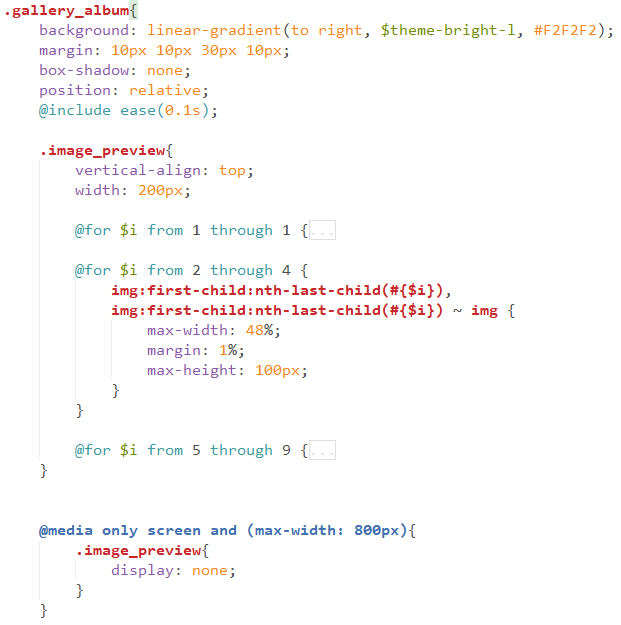 .gallery_album{
    background: linear-gradient(to right, $theme-bright-l, #F2F2F2);
    margin: 10px 10px 30px 10px;
    box-shadow: none;
    position: relative;
    @include ease(0.1s);

    .image_preview{
        vertical-align: top;
        width: 200px;

        @for $i from 1 through 1 {...

        @for $i from 2 through 4 {
            img:first-child:nth-last-child(#{$i}),
            img:first-child:nth-last-child(#{$i}) ~ img {
                max-width: 48%;
                margin: 1%;
                max-height: 100px;
            }
        }

        @for $i from 5 through 9 {...
    }


    @media only screen and (max-width: 800px){
        .image_preview{
            display: none;
        }
    }